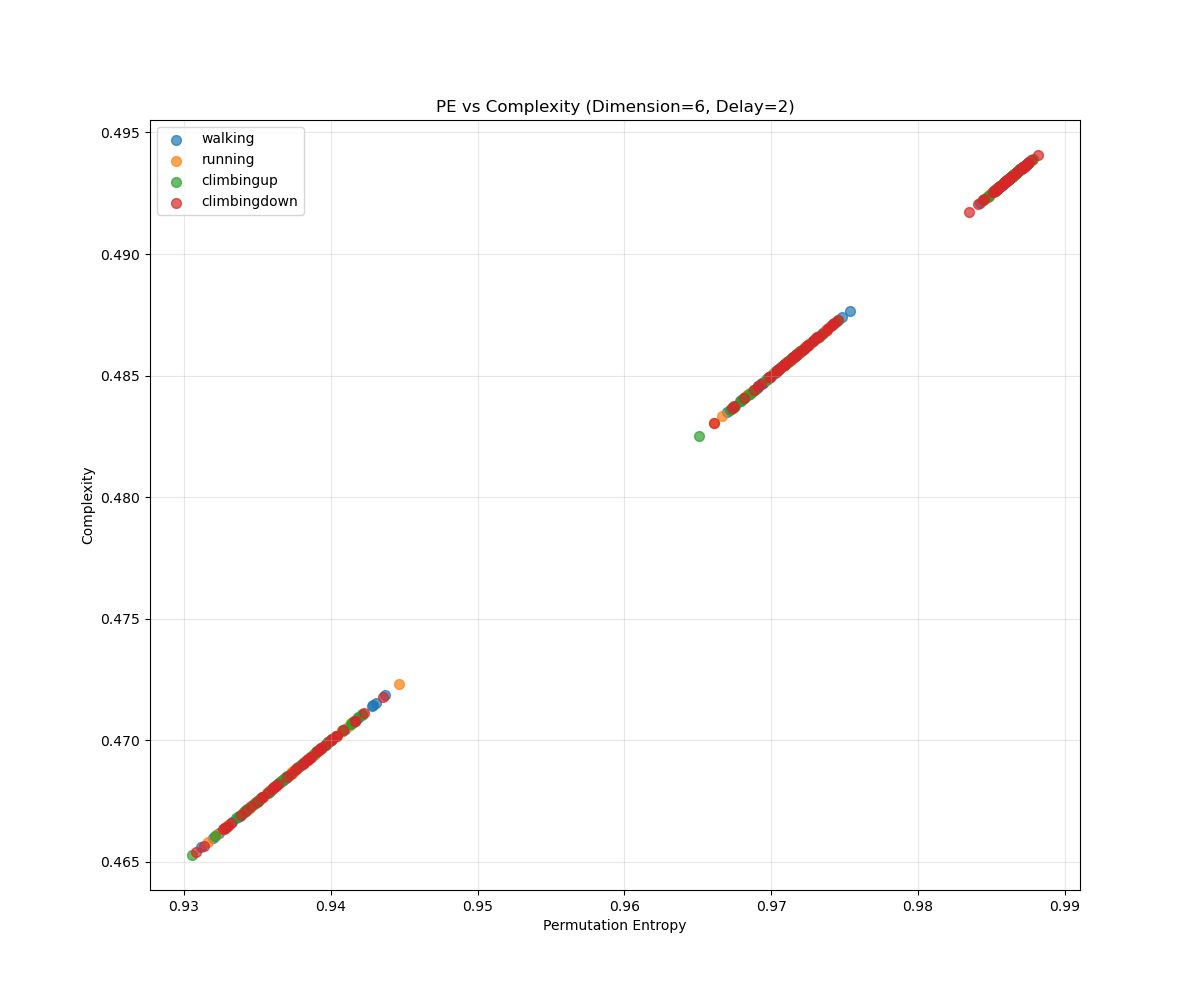 PE vs Complexity (Dimension=6, Delay=2)
walking
running
climbingup
climbingdown
0.495
0.490
0.485
0.480
0.475
0.470
0.465
Complexity
0.93 0.94 0.95 0.96 0.97 0.98 0.99
Permutation Entropy